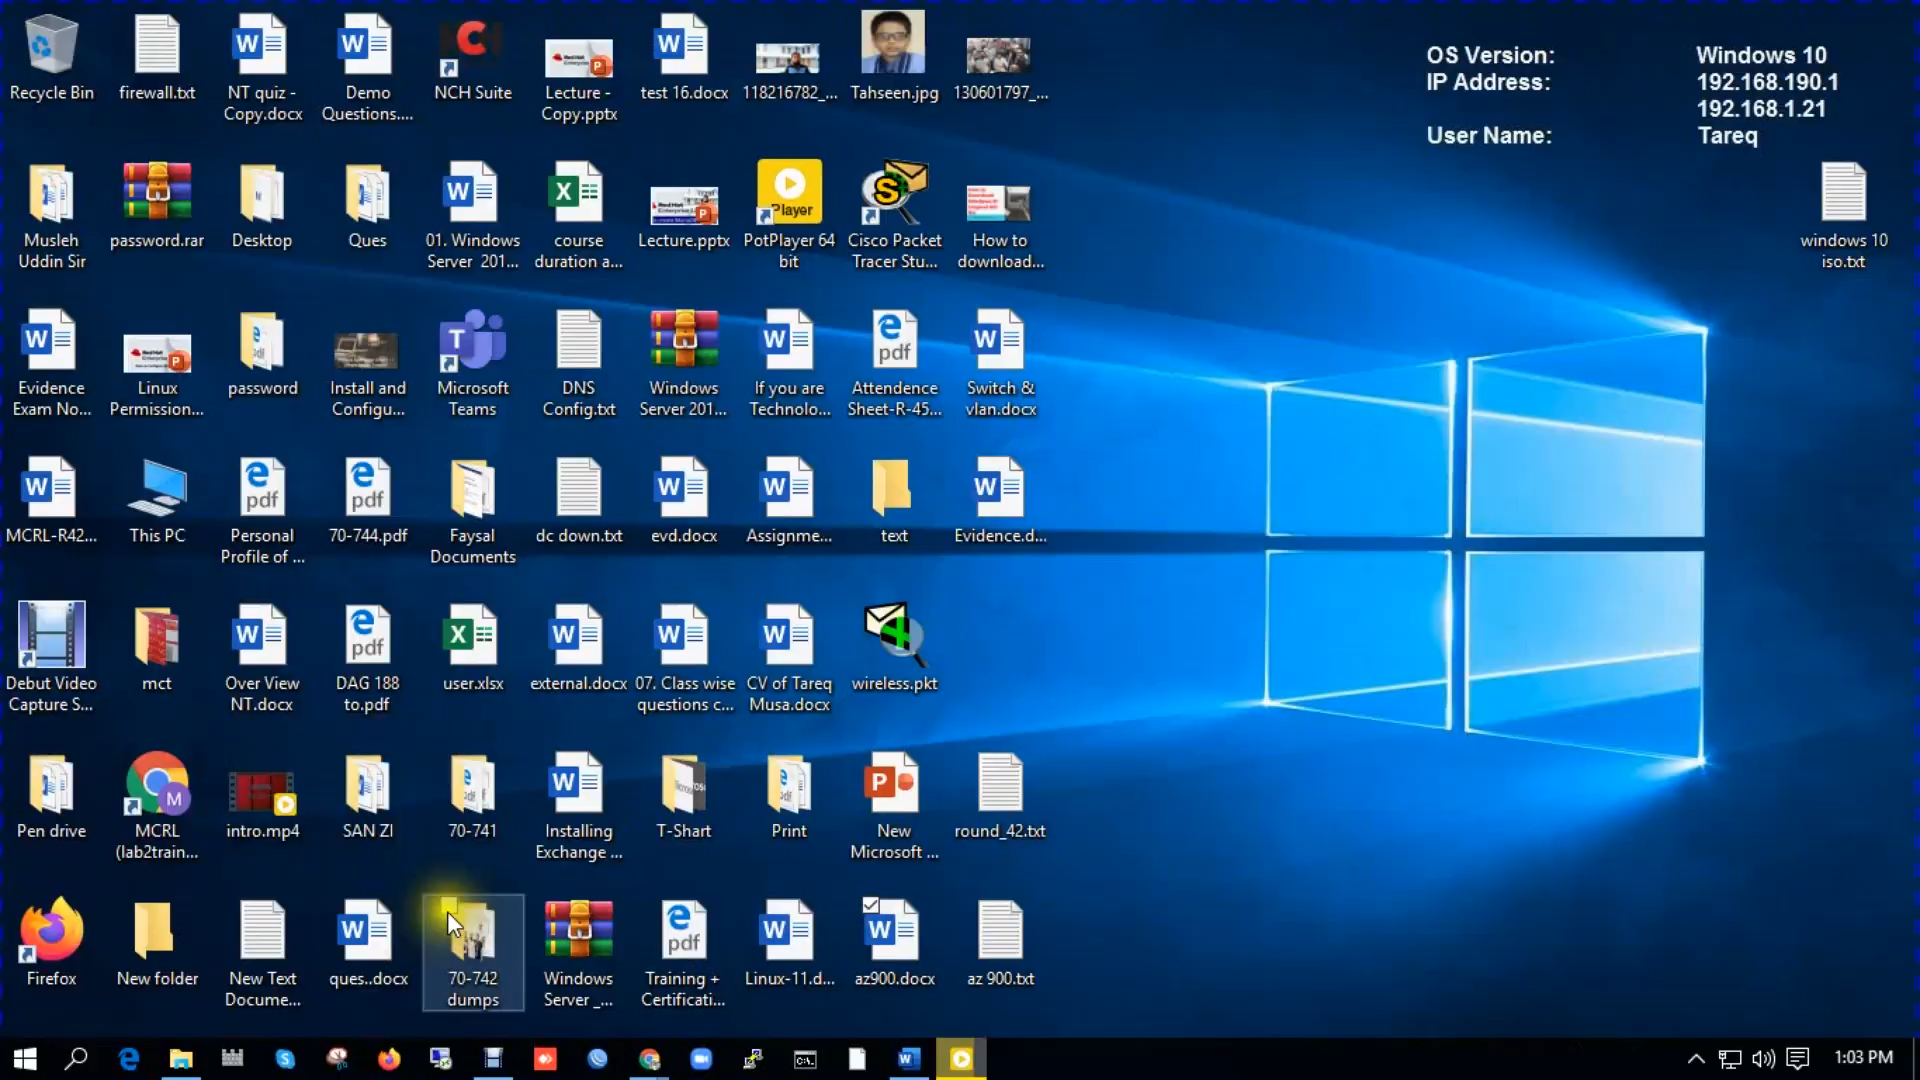 OS Version: Windows 10
IP Address: 192.168.190.1
192.168.1.21
User Name: Tareq
Recycle Bin
firewall.txt
NT quiz -
Copy.docx
Demo
Questions....
NCH Suite
Lecture -
Copy.pptx
test 16.docx
118216782_...
Tahseen.jpg
130601797_...
Musleh
Uddin Sir
password.rar
Desktop
Ques
01. Windows
Server 201...
course
duration a...
Lecture.pptx
Player
PotPlayer 64
bit
Cisco Packet
Tracer Stu...
How to
download...
windows 10
iso.txt
Evidence
Exam No...
Linux
Permission...
password
Install and
Configu...
Microsoft
Teams
DNS
Config.txt
Windows
Server 201...
If you are
Technolo...
pdf
Attendence
Sheet-R-45...
Switch &
vlan.docx
MCRL-R42...
This PC
pdf
Personal
Profile of ...
pdf
70-744.pdf
Faysal
Documents
dc down.txt
evd.docx
Assignme...
text
Evidence.d...
Debut Video
Capture S...
mct
Over View
NT.docx
pdf
DAG 188
to.pdf
user.xlsx
external.docx
07. Class wise
questions c...
CV of Tareq
Musa.docx
wireless.pkt
Pen drive
MCRL
(lab2train...
intro.mp4
SAN ZI
70-741
Installing
Exchange ...
T-Shart
Print
New
Microsoft ...
round_42.txt
Firefox
New folder
New Text
Docume...
ques..docx
70-742
dumps
Windows
Server _...
pdf
Training +
Certificati...
Linux-11.d...
az900.docx
az 900.txt
1:03 PM